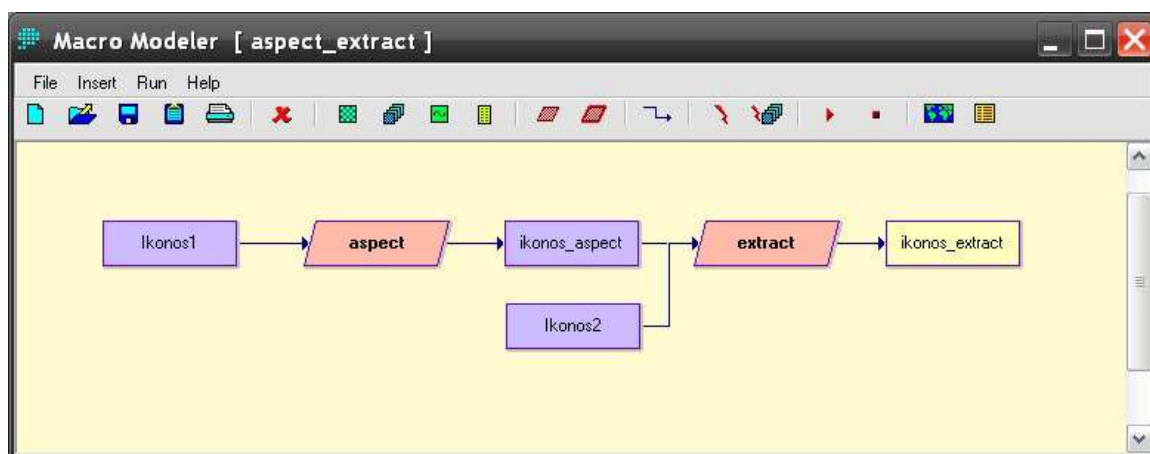 Macro Modeler [ aspect_extract ]
File Insert Run Help
Ikonos1 aspect ikonos_aspect extract ikonos_extract
Ikonos2